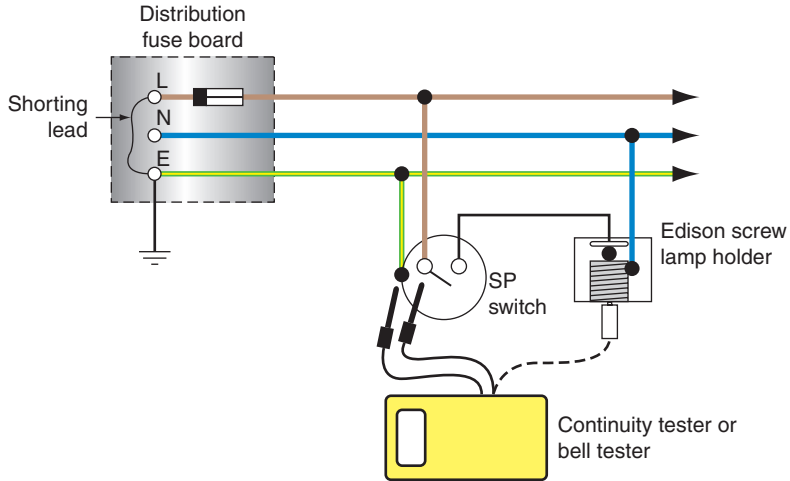 Distribution
fuse board
Shorting
lead
L
N
E
SP
switch
Edison screw
lamp holder
Continuity tester or
bell tester